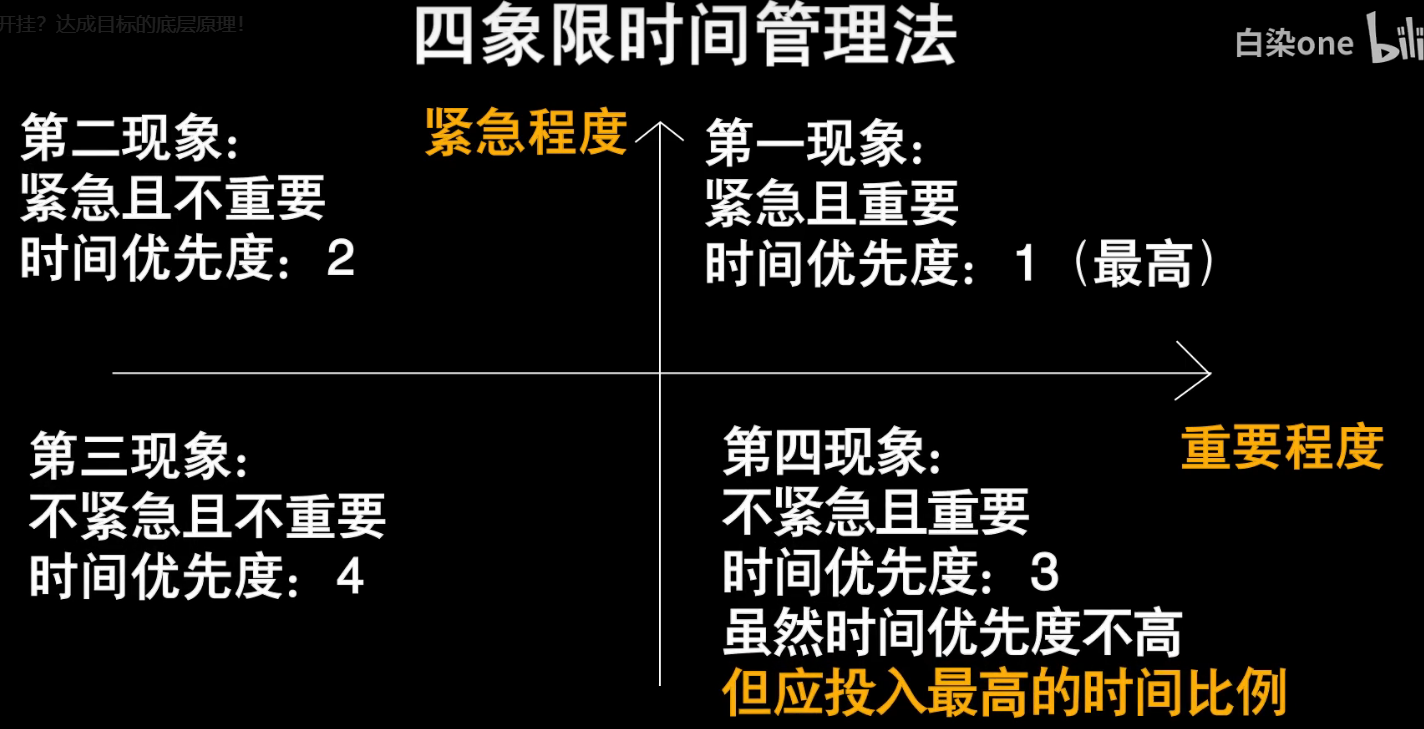 开挂？达成目标的底层原理！
四象限时间管理法
白染one
bili
第二现象：
紧急且不重要
时间优先度：2
紧急程度
第一现象：
紧急且重要
时间优先度：1（最高）
第三现象：
不紧急且不重要
时间优先度：4
重要程度
第四现象：
不紧急且重要
时间优先度：3
虽然时间优先度不高
但应投入最高的时间比例